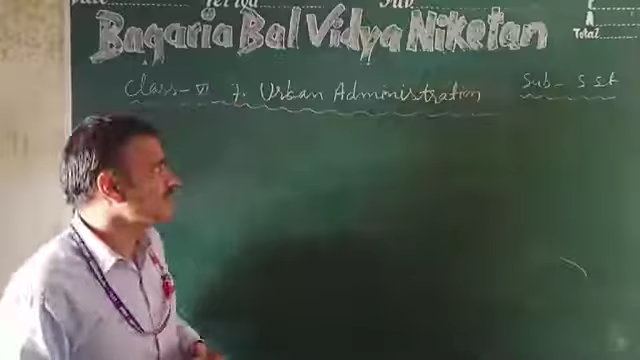 Bagaria Bal Vidya Niketan
Class-VI 7. Urban Administration Sub- S st
Total